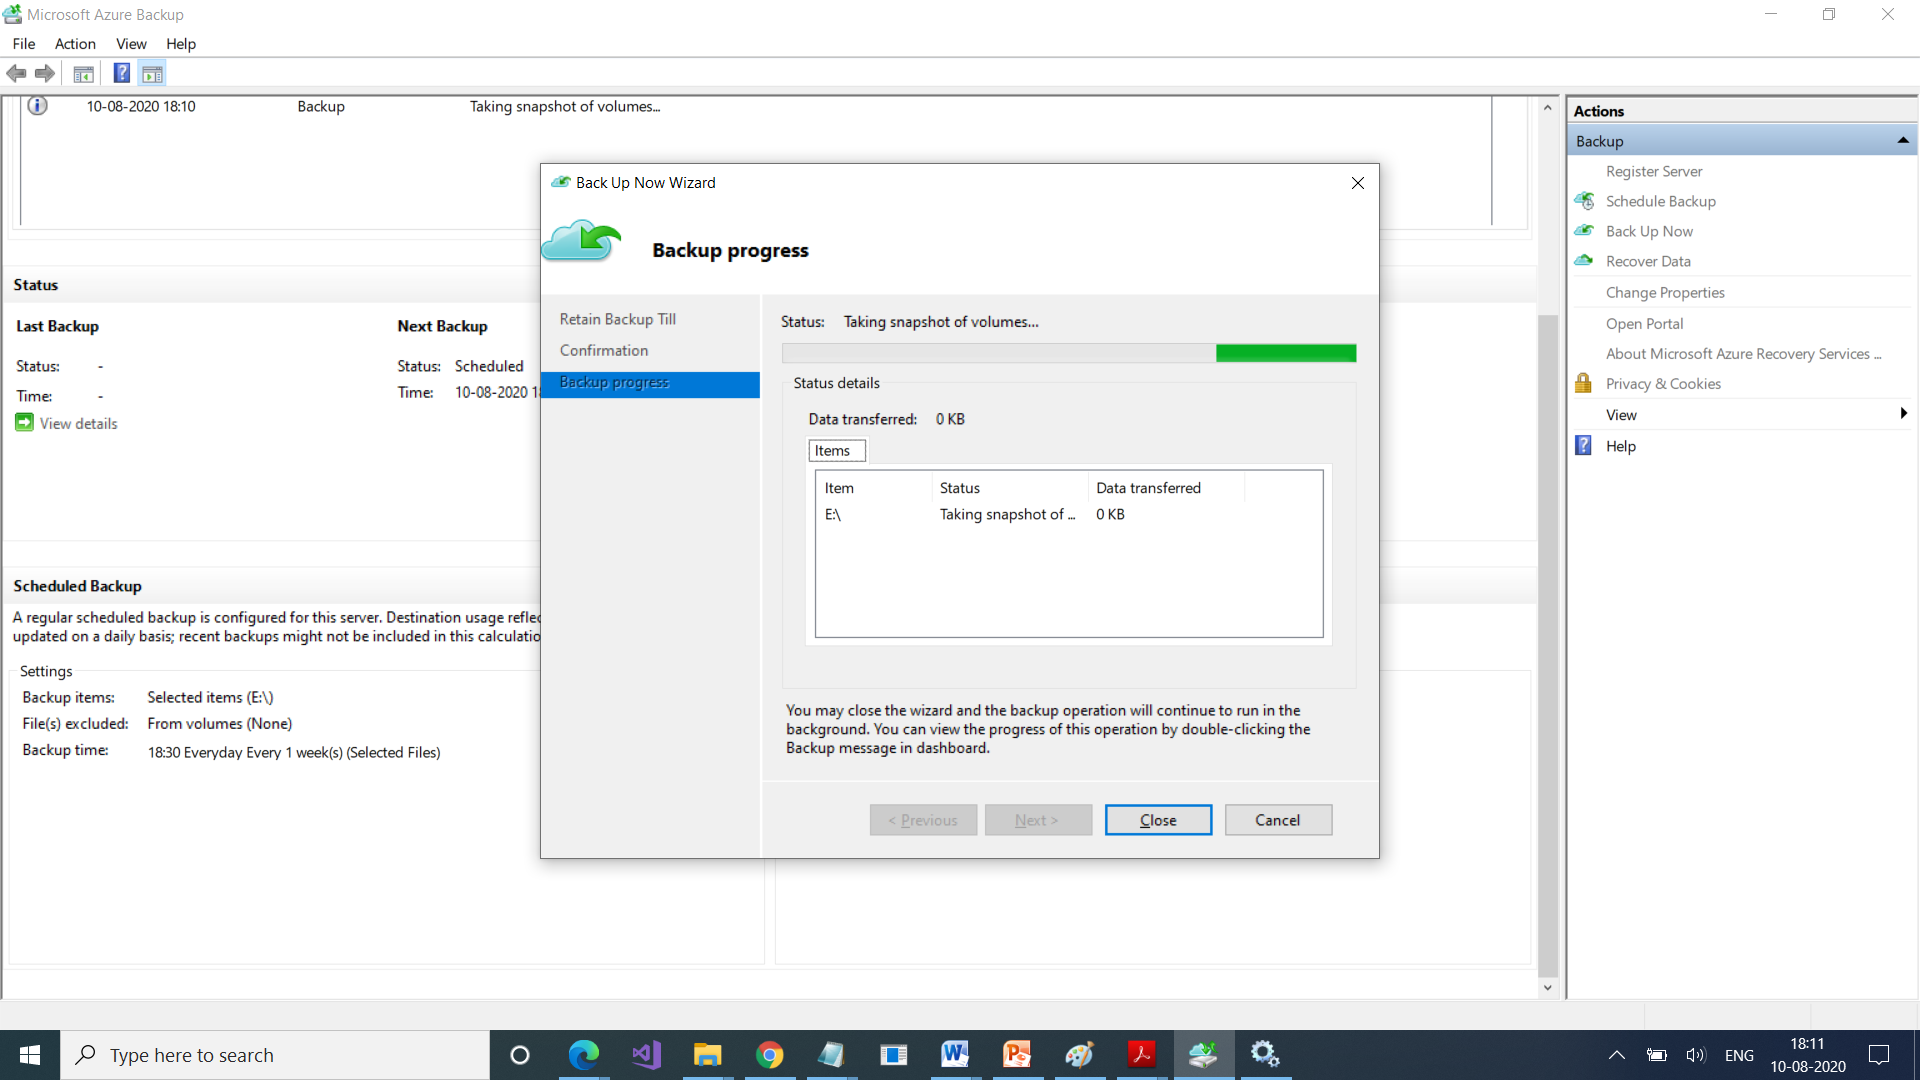 Microsoft Azure Backup
File Action View Help
10-08-2020 18:10 Backup Taking snapshot of volumes...
Status
Last Backup
Status: -
Time: -
View details
Next Backup
Status: Scheduled
Time: 10-08-2020
Scheduled Backup
A regular scheduled backup is configured for this server. Destination usage
updated on a daily basis; recent backups might not be included in this
Settings
Backup items: Selected items (E:\)
File(s) excluded: From volumes (None)
Backup time: 18:30 Everyday Every 1 week(s) (Selected Files)
Back Up Now Wizard
Backup progress
Retain Backup Till
Confirmation
Backup progress
Status: Taking snapshot of volumes...
Status details
Data transferred: 0 KB
Items
Item Status Data transferred
E:\ Taking snapshot of ... 0 KB
You may close the wizard and the backup operation will continue to run in the
background. You can view the progress of this operation by double-clicking the
Backup message in dashboard.
< Previous Next > Close Cancel
Actions
Backup
Register Server
Schedule Backup
Back Up Now
Recover Data
Change Properties
Open Portal
About Microsoft Azure Recovery Services ...
Privacy & Cookies
View
Help
Type here to search
ENG
18:11
10-08-2020